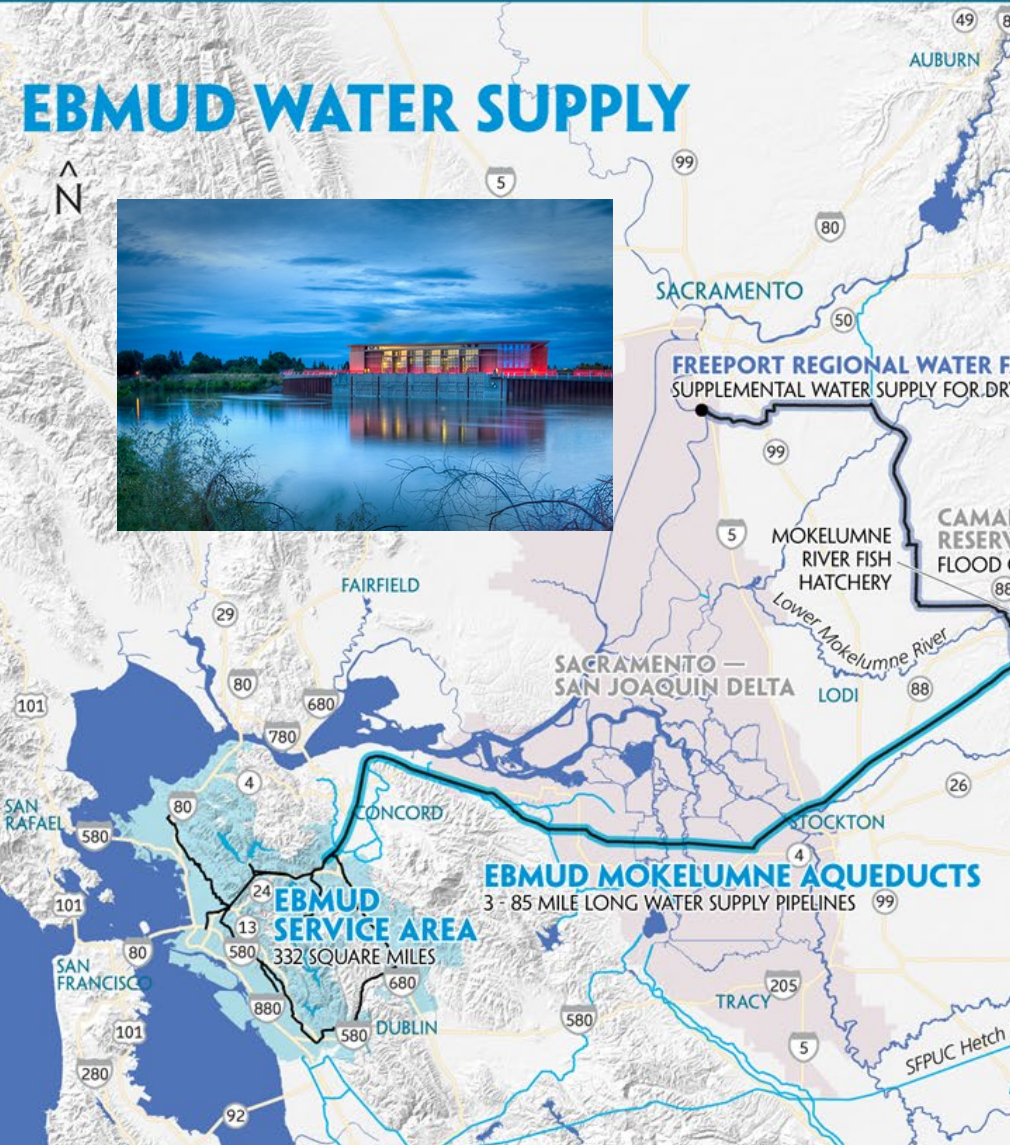 49
AUBURN
EBMUD WATER SUPPLY
99
N
5
80
SACRAMENTO
50
FREEPORT REGIONAL WATER
SUPPLEMENTAL WATER SUPPLY FOR
99
5
MOKELUMNE
RIVER FISH
HATCHERY
FLOOD
88
FAIRFIELD
29
Lower Mokelumne River
SACRAMENTO —
SAN JOAQUIN DELTA
80
LODI
88
101
680
780
4
26
80
SAN
RAFAEL
580
CONCORD
STOCKTON
4
EBMUD MOKELUMNE AQUEDUCTS
3 - 85 MILE LONG WATER SUPPLY PIPELINES
99
24
EBMUD
SERVICE AREA
332 SQUARE MILES
101
13
580
80
SAN
FRANCISCO
680
205
TRACY
880
580
DUBLIN
580
101
5
SFPUC Hetch
280
92